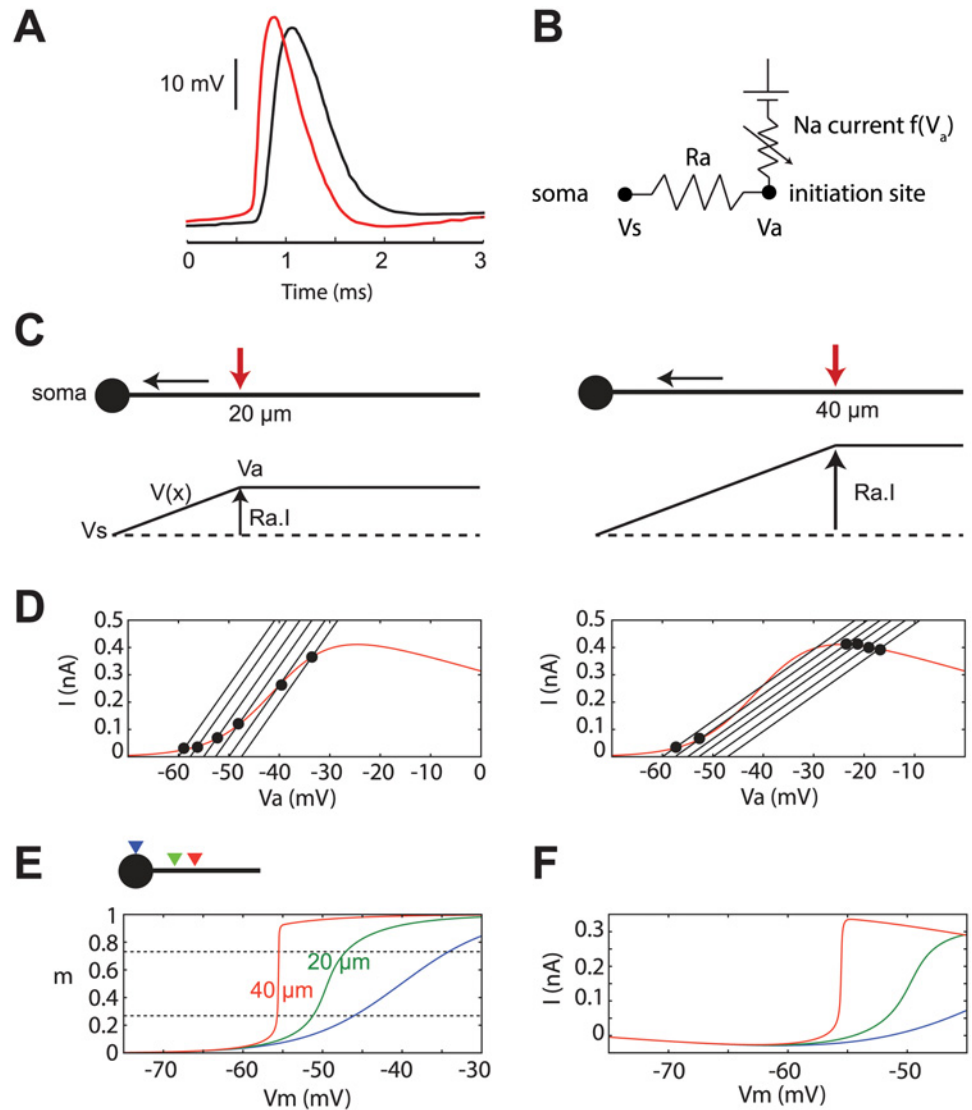 A
10 mV
0 1 2 3
Time (ms)
B
Na current f(Va)
Ra
soma
initiation site
Vs
Va
C
soma
20 µm
40 µm
Va
V(x)
Vs
Ra.I
Ra.I
D
I (nA)
0.5
0.4
0.3
0.2
0.1
0
-60 -50 -40 -30 -20 -10 0
Va (mV)
I (nA)
0.5
0.4
0.3
0.2
0.1
0
-60 -50 -40 -30 -20 -10
Va (mV)
E
m
1
0.8
0.6
0.4
0.2
0
20 µm
40 µm
-70 -60 -50 -40 -30
Vm (mV)
F
I (nA)
0.3
0.2
0.1
0
-70 -60 -50
Vm (mV)